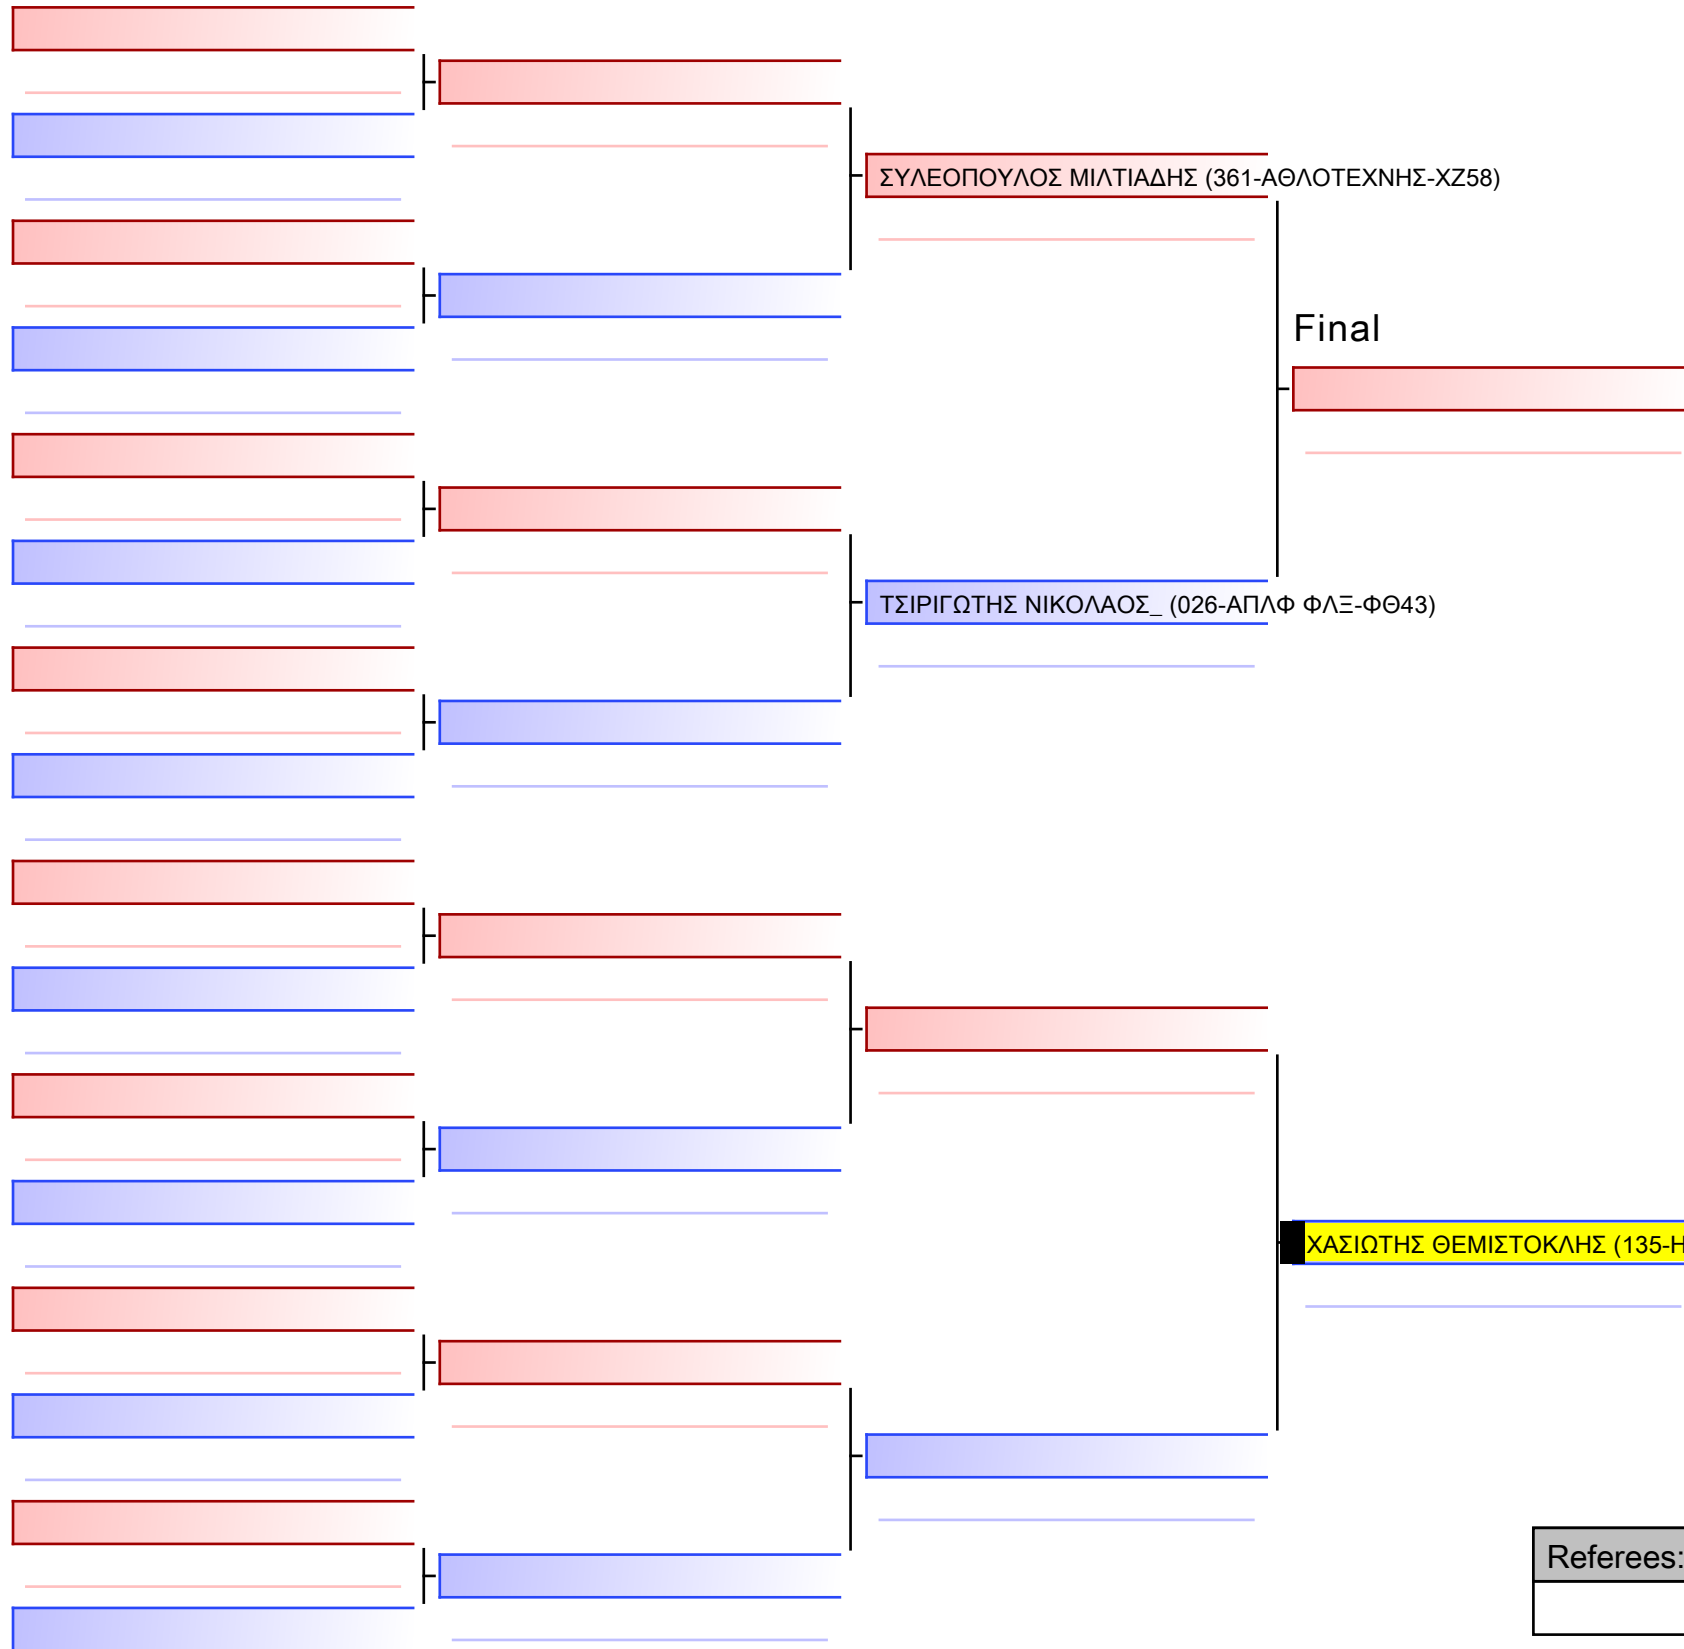 ΣΥΛΕΟΠΟΥΛΟΣ ΜΙΛΤΙΑΔΗΣ (361-ΑΘΛΟΤΕΧΝΗΣ-ΧΖ58)
Final
ΤΣΙΡΙΓΩΤΗΣ ΝΙΚΟΛΑΟΣ_ (026-ΑΠΛΦ ΦΛΞ-ΦΘ43)
ΧΑΣΙΩΤΗΣ ΘΕΜΙΣΤΟΚΛΗΣ (135-Η
Referees: